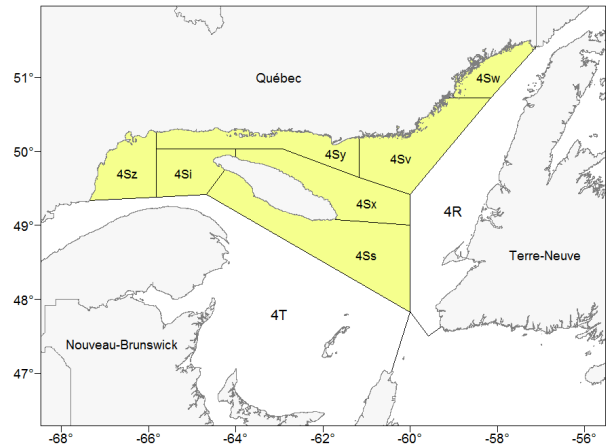 51°
50°
49°
48°
47°
Québec
4Sw
4Sy
4Sv
4Sz
4Si
4Sx
4R
4Ss
Terre-Neuve
4T
Nouveau-Brunswick
-68°
-66°
-64°
-62°
-60°
-58°
-56°